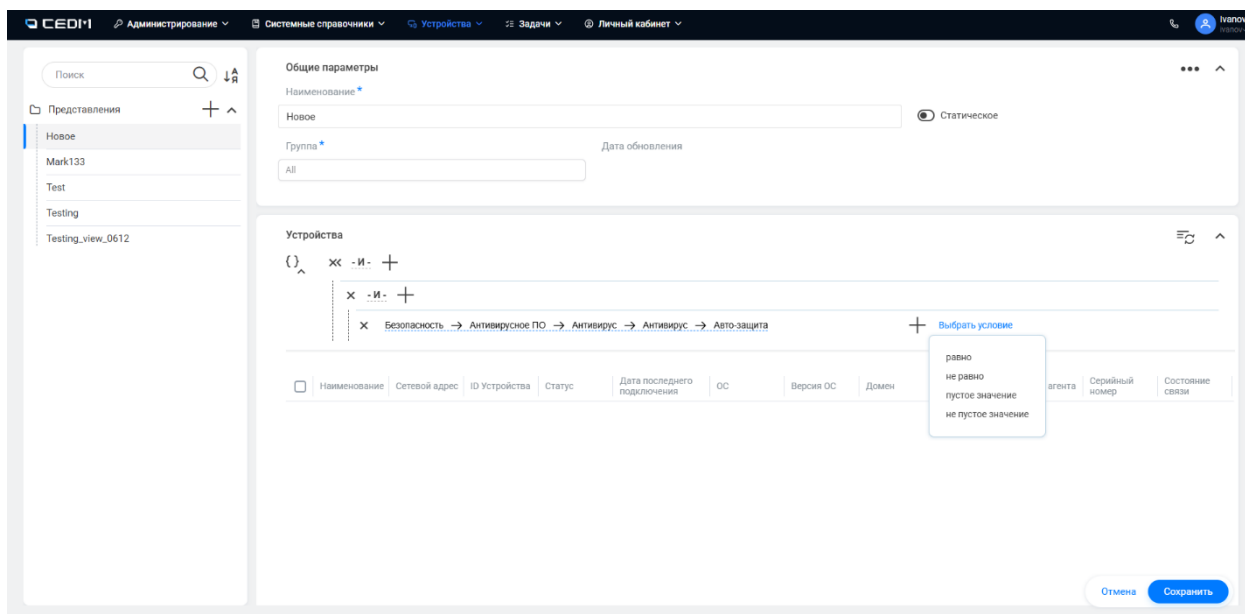 CEDM Администрирование Системные справочники Устройства Задачи Личный кабинет Ivanov
ivanov-
Поиск
Представления
Новое
Mark133
Test
Testing
Testing_view_0612
Общие параметры
Наименование *
Новое
Статическое
Группа *
Дата обновления
All
Устройства
{} -И-
-И-
Безопасность → Антивирусное ПО → Антивирус → Антивирус → Авто-защита
Выбрать условие
равно
не равно
пустое значение
не пустое значение
Наименование Сетевой адрес ID Устройства Статус Дата последнего подключения ОС Версия ОС Домен агента Серийный номер Состояние связи
Отмена Сохранить